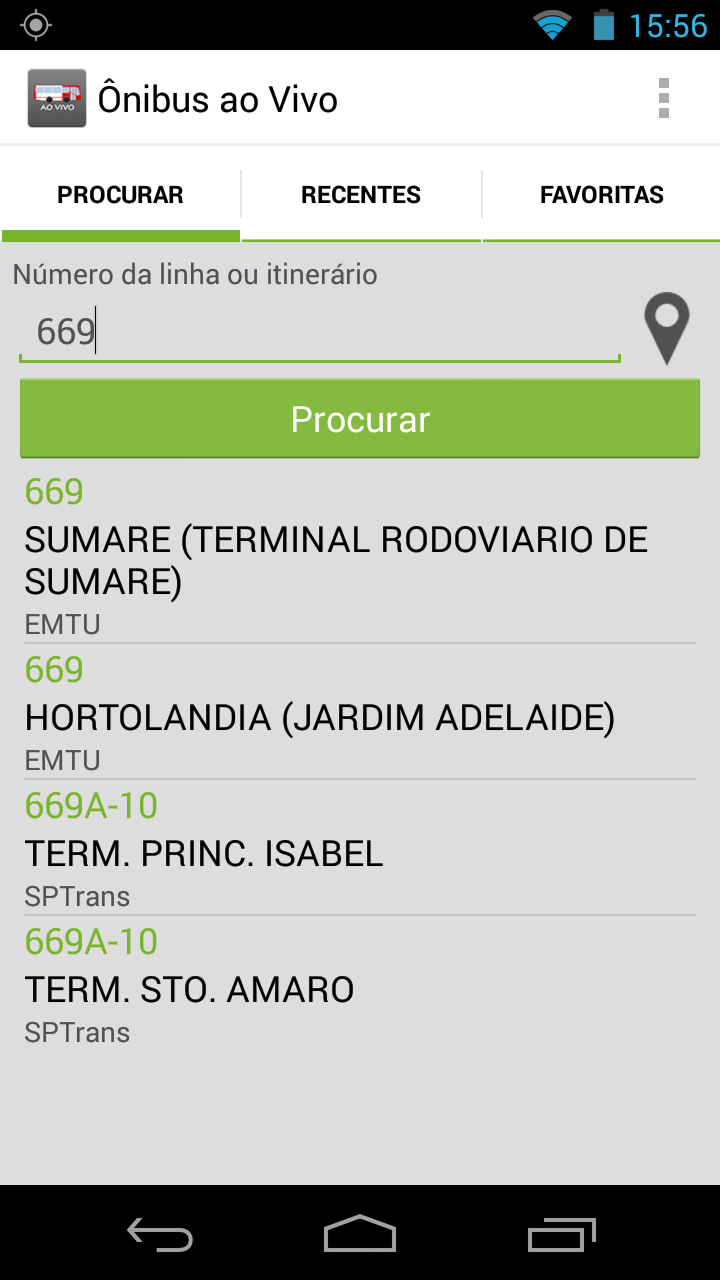 15:56
AO VIVO
Ônibus ao Vivo
PROCURAR
RECENTES
FAVORITAS
Número da linha ou itinerário
669
Procurar
669
SUMARE (TERMINAL RODOVIARIO DE
SUMARE)
EMTU
669
HORTOLANDIA (JARDIM ADELAIDE)
EMTU
669A-10
TERM. PRINC. ISABEL
SPTrans
669A-10
TERM. STO. AMARO
SPTrans